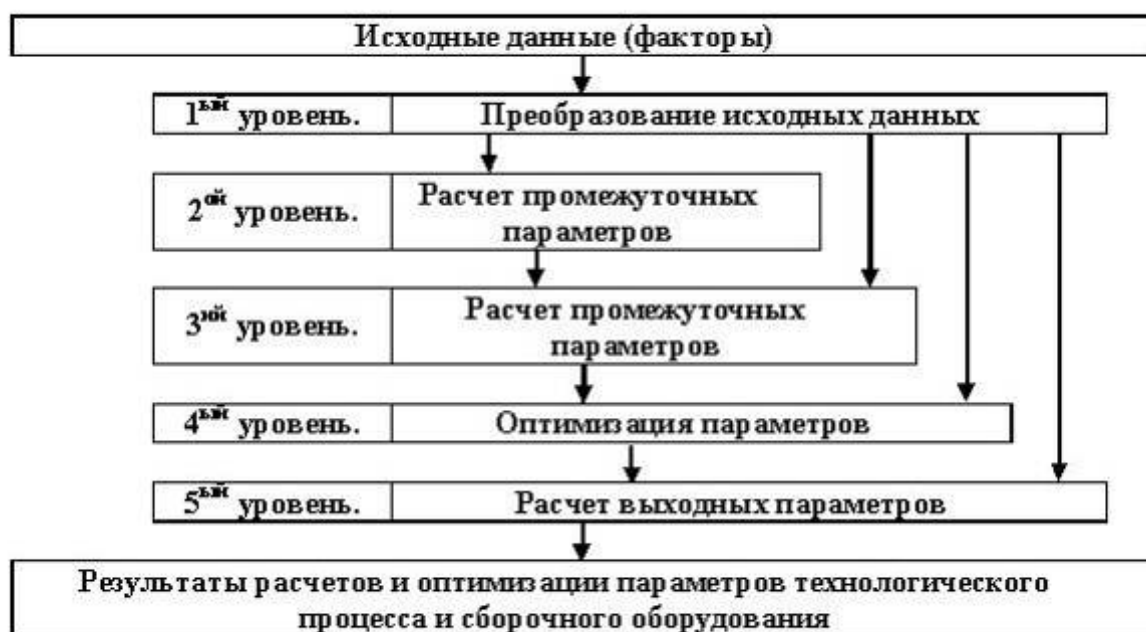 Исходные данные (факторы)
1ый уровень. Преобразование исходных данных
2ой уровень. Расчет промежуточных
параметров
3ий уровень. Расчет промежуточных
параметров
4ый уровень. Оптимизация параметров
5ый уровень. Расчет выходных параметров
Результаты расчетов и оптимизации параметров технологического
процесса и сборочного оборудования